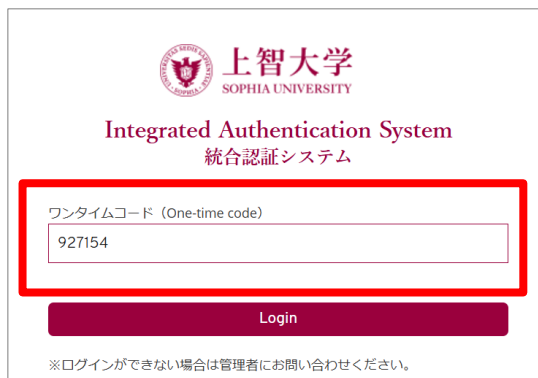 上智大学
SOPHIA UNIVERSITY
Integrated Authentication System
統合認証システム
ワンタイムコード（One-time code）
927154
Login
※ログインができない場合は管理者にお問い合わせください。